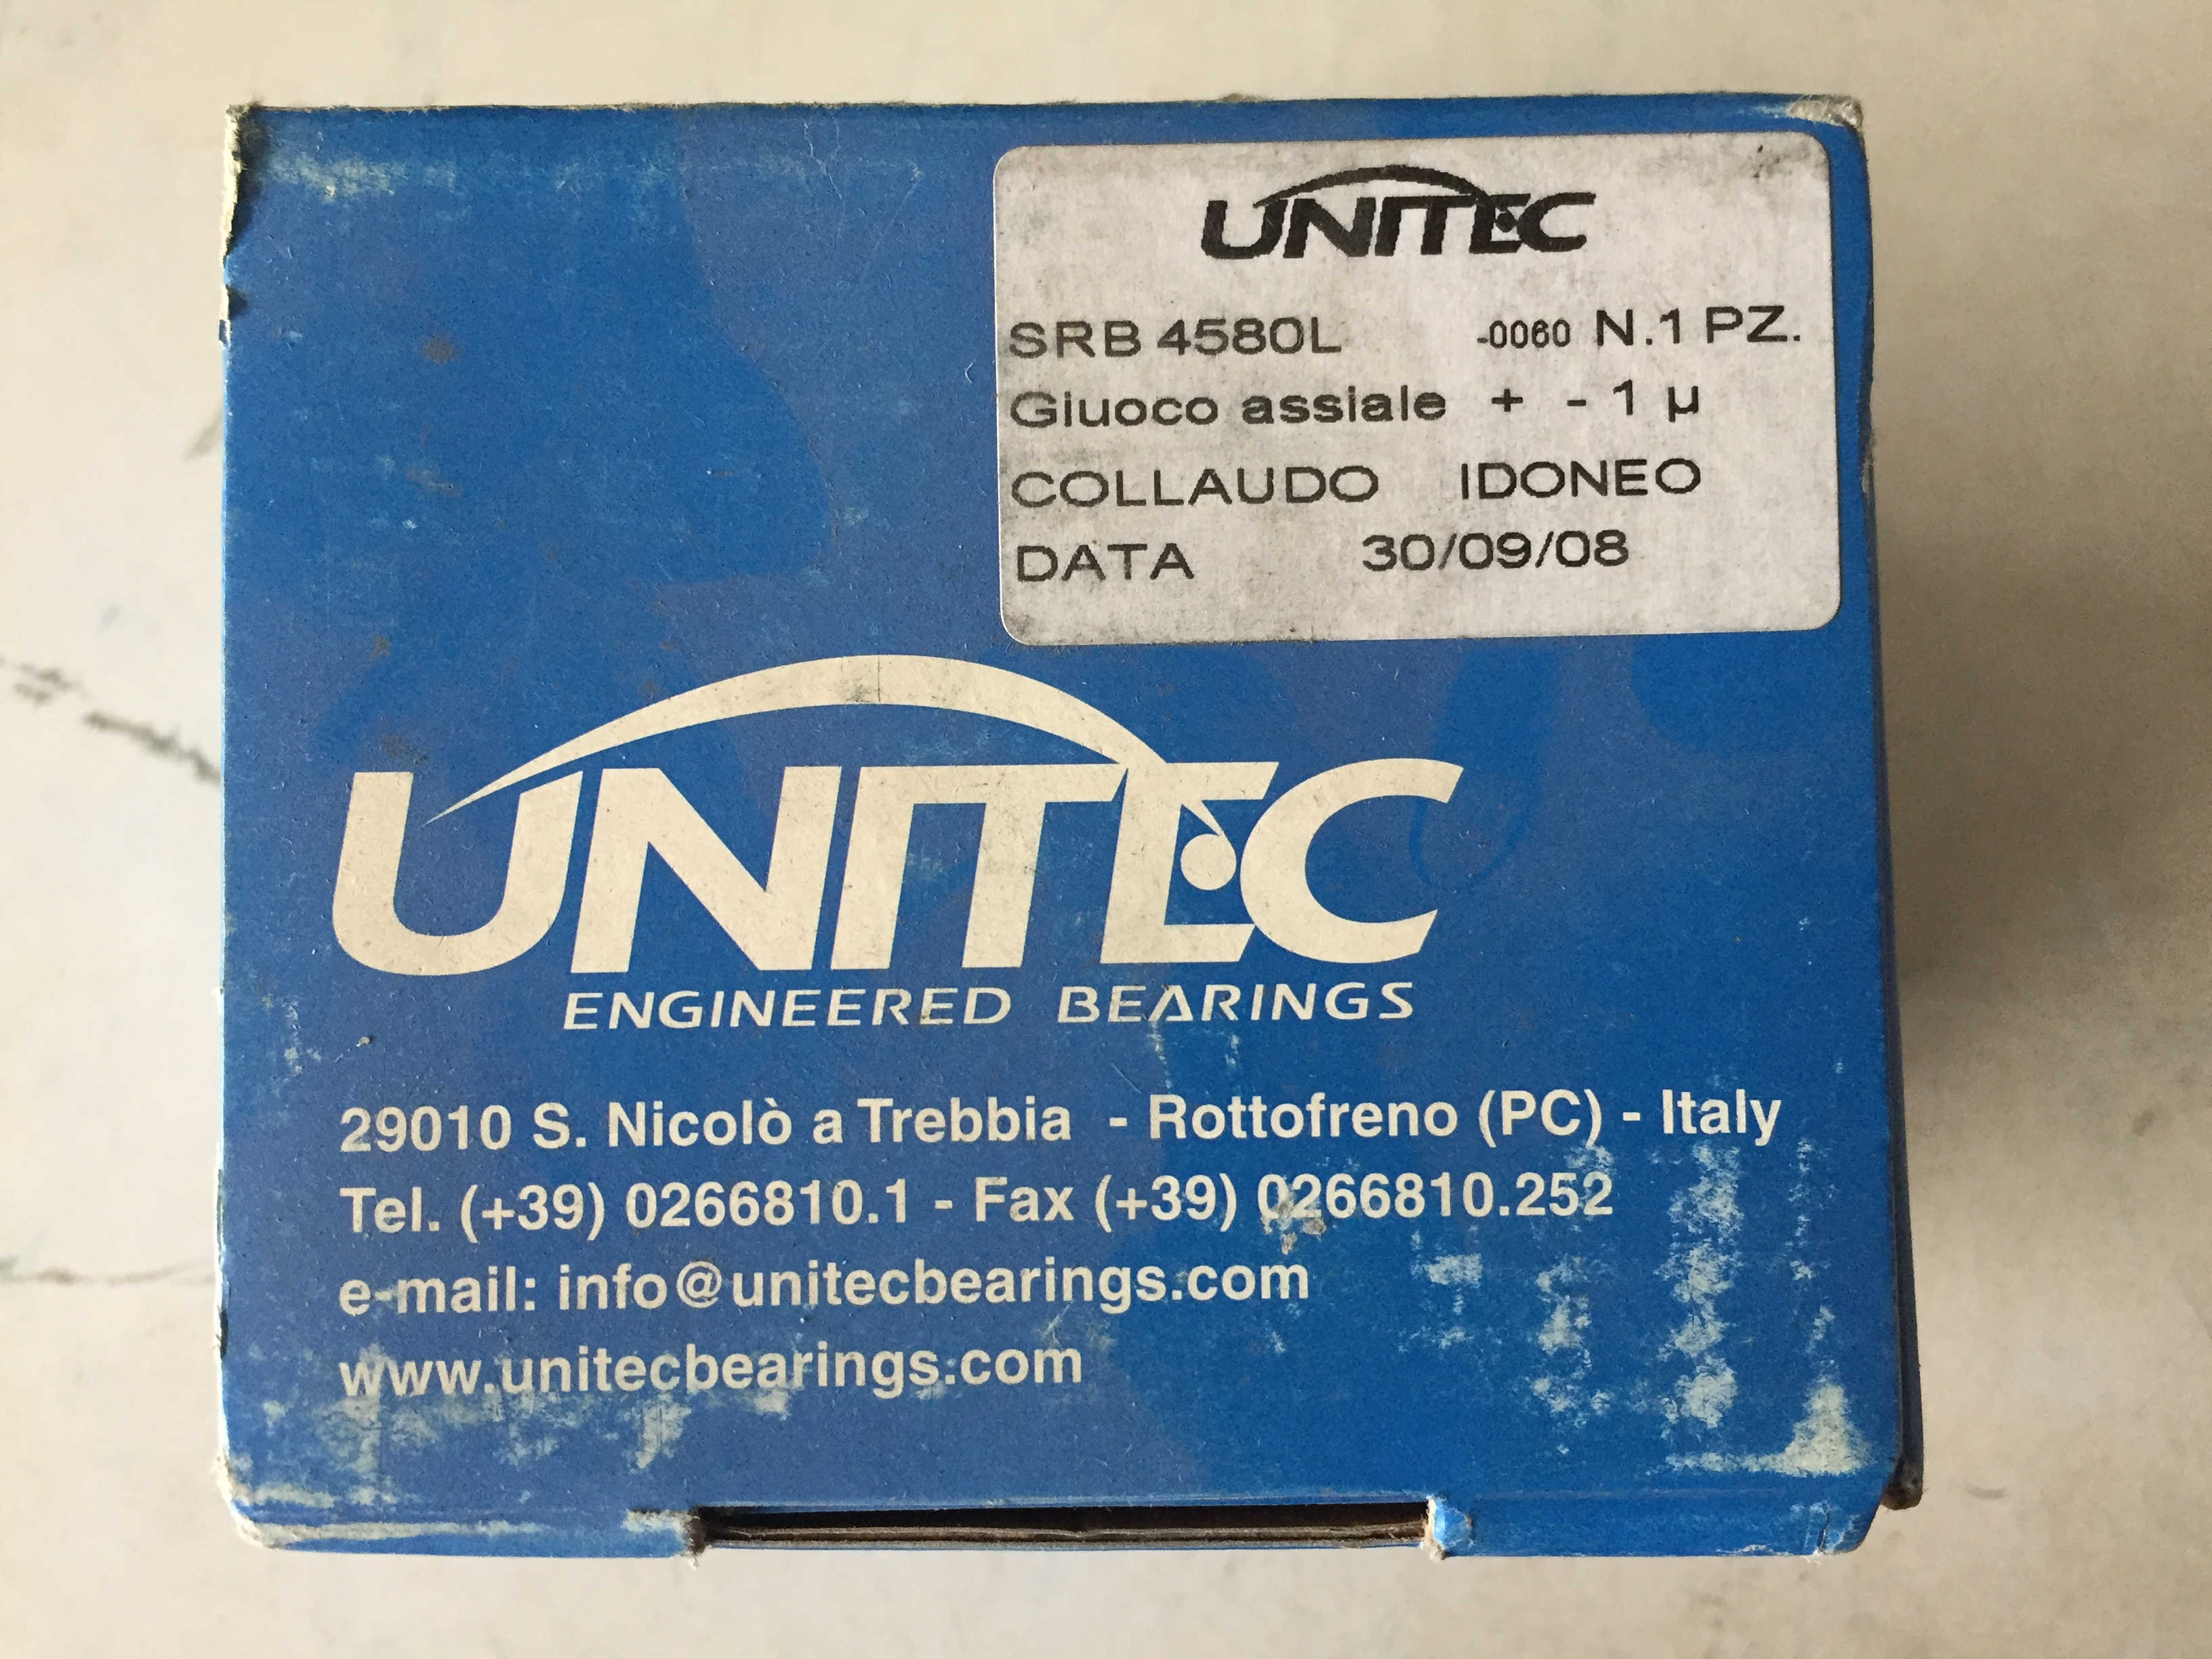 UNITEC
SRB 4580L -0060 N.1 PZ.
Giuoco assiale + - 1 µ
COLLAUDO IDONEO
DATA 30/09/08
UNITEC
ENGINEERED BEARINGS
29010 S. Nicolò a Trebbia - Rottofreno (PC) - Italy
Tel. (+39) 0266810.1 - Fax (+39) 0266810.252
e-mail: info@unitecbearings.com
www.unitecbearings.com